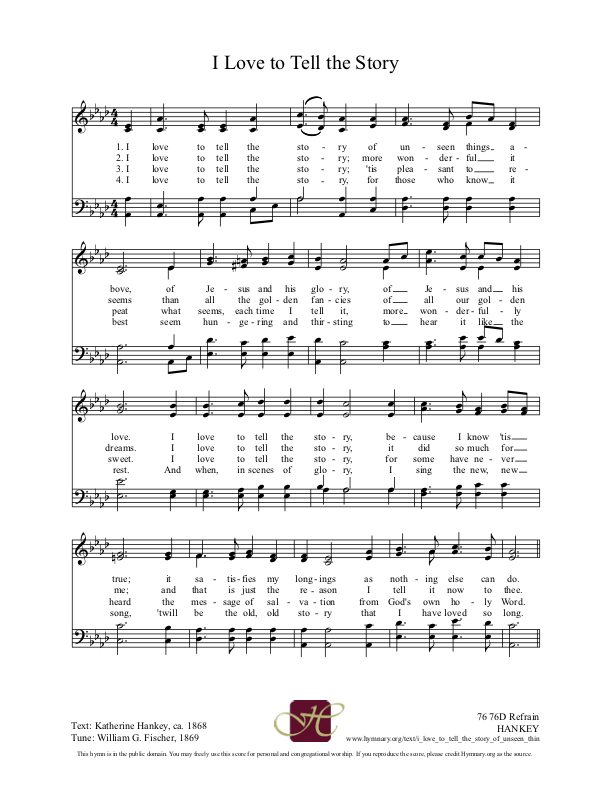 I Love to Tell the Story
1. I love to tell the sto - ry of un - seen things a -
2. I love to tell the sto - ry; more won - der - ful it
3. I love to tell the sto - ry; 'tis plea - sant to re -
4. I love to tell the sto - ry, for those who know it
bove, of Je - sus and his glo - ry, of Je - sus and his
seems than all the gol - den fan - cies of all our gol - den
peat what seems, each time I tell it, more won - der - ful - ly
best seem hun - ge - ring and thir - sting to hear it like the
love. I love to tell the sto - ry, be - cause I know 'tis
dreams. I love to tell the sto - ry, it did so much for
sweet. I love to tell the sto - ry, for some have ne - ver
rest. And when, in scenes of glo - ry, I sing the new, new
true; it sa - tis - fies my long - ings as noth - ing else can do.
me; and that is just the re - ason I tell it now to thee.
heard the mes - sage of sal - va - tion from God's own ho - ly Word.
song, 'twill be the old, old sto - ry that I have loved so long.
Text: Katherine Hankey, ca. 1868
Tune: William G. Fischer, 1869
H
76 76D Refrain
HANKEY
www.hymnary.org/text/i_love_to_tell_the_story_of_unseen_thin
This hymn is in the public domain. You may freely use this score for personal and congregational worship. If you reproduce the score, please credit Hymnary.org as the source.